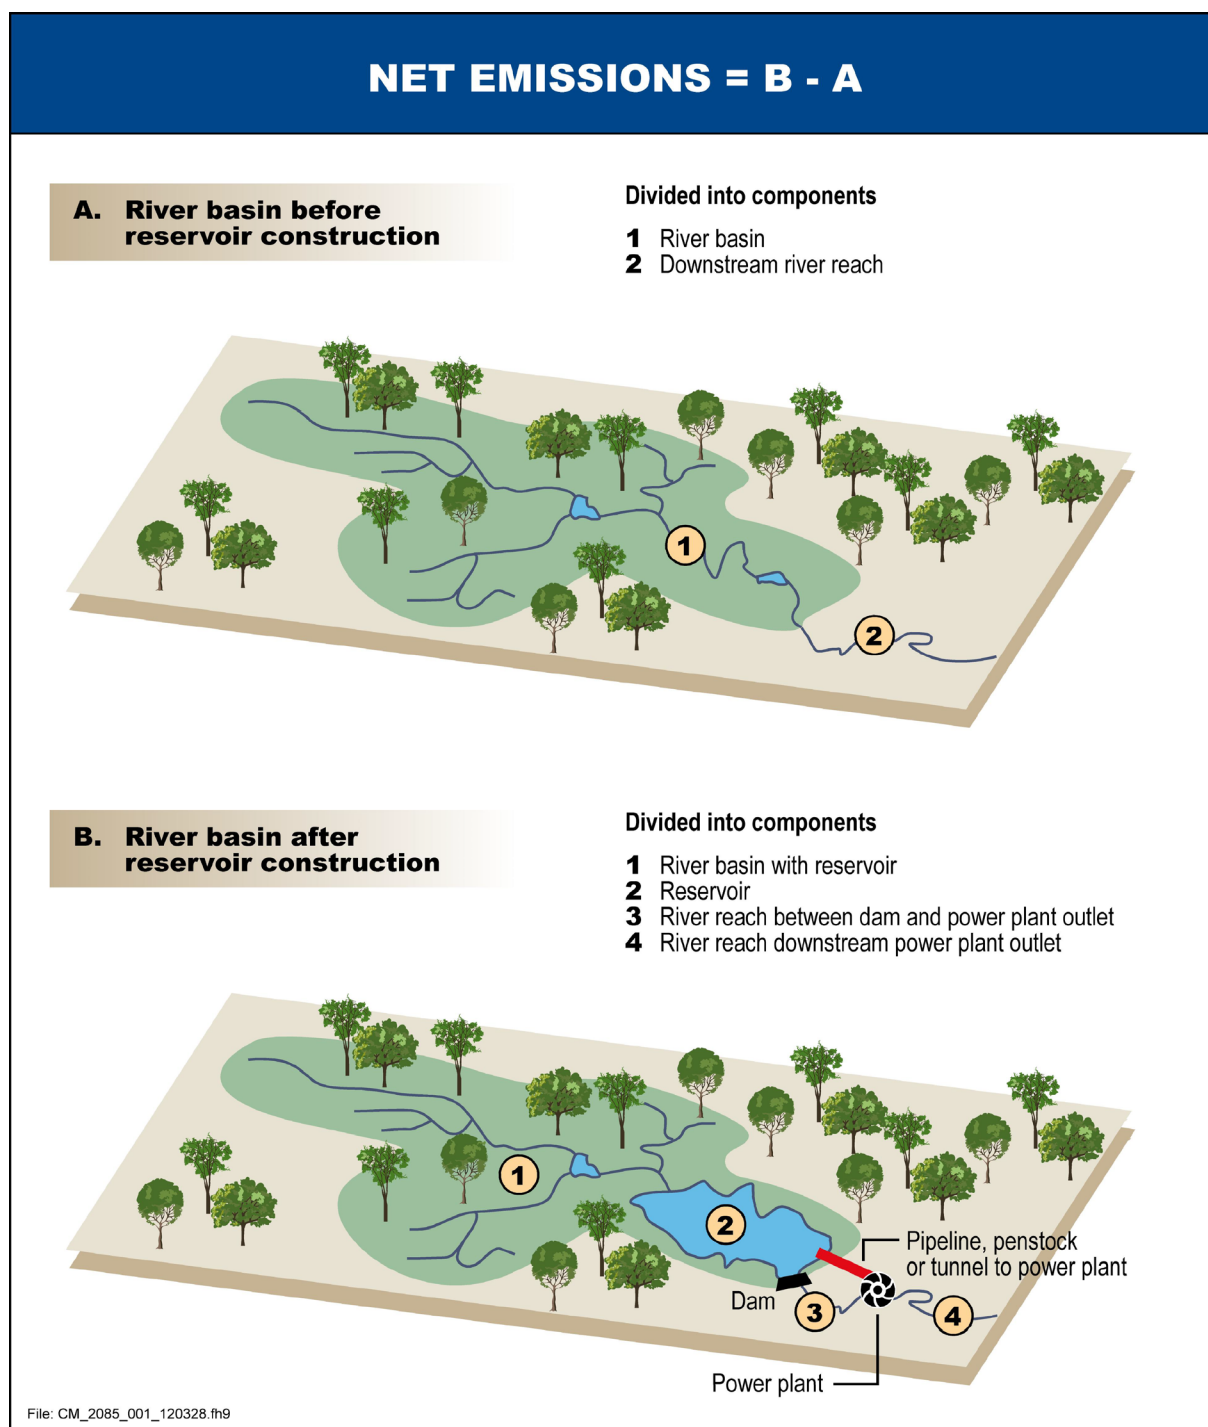 NET EMISSIONS = B - A
A. River basin before
reservoir construction
Divided into components
1 River basin
2 Downstream river reach
1
2
B. River basin after
reservoir construction
Divided into components
1 River basin with reservoir
2 Reservoir
3 River reach between dam and power plant outlet
4 River reach downstream power plant outlet
1
2
Pipeline, penstock
or tunnel to power plant
Dam
3
4
Power plant
File: CM_2085_001_120328.fh9